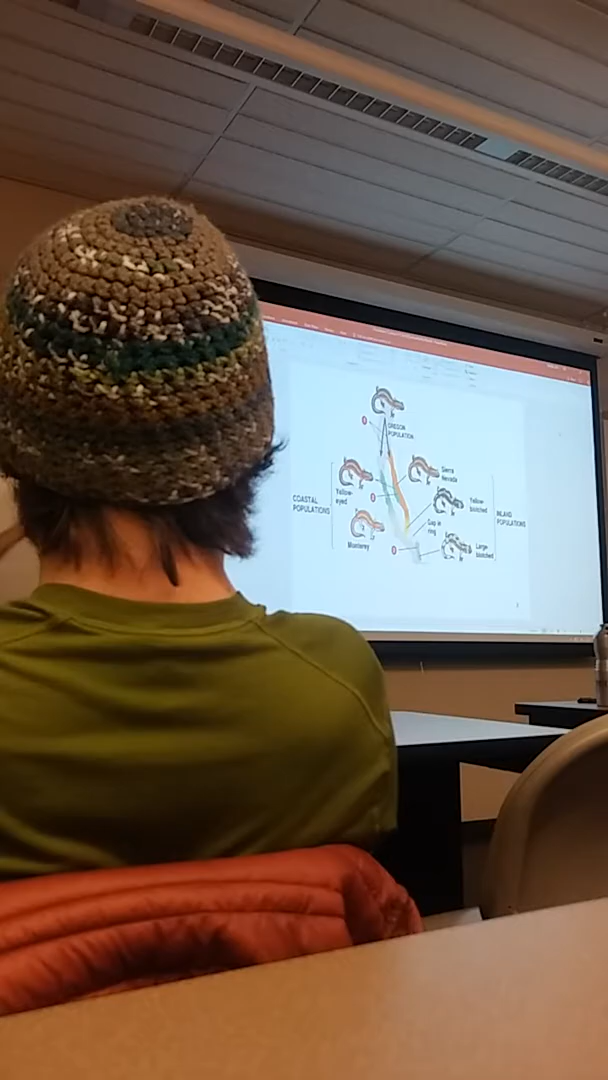 OREGON
POPULATION
Sierra
Nevada
Yellow-
eyed
COASTAL
POPULATIONS
Yellow-
blotched
INLAND
POPULATIONS
Gap in
ring
Monterey
Large
blotched